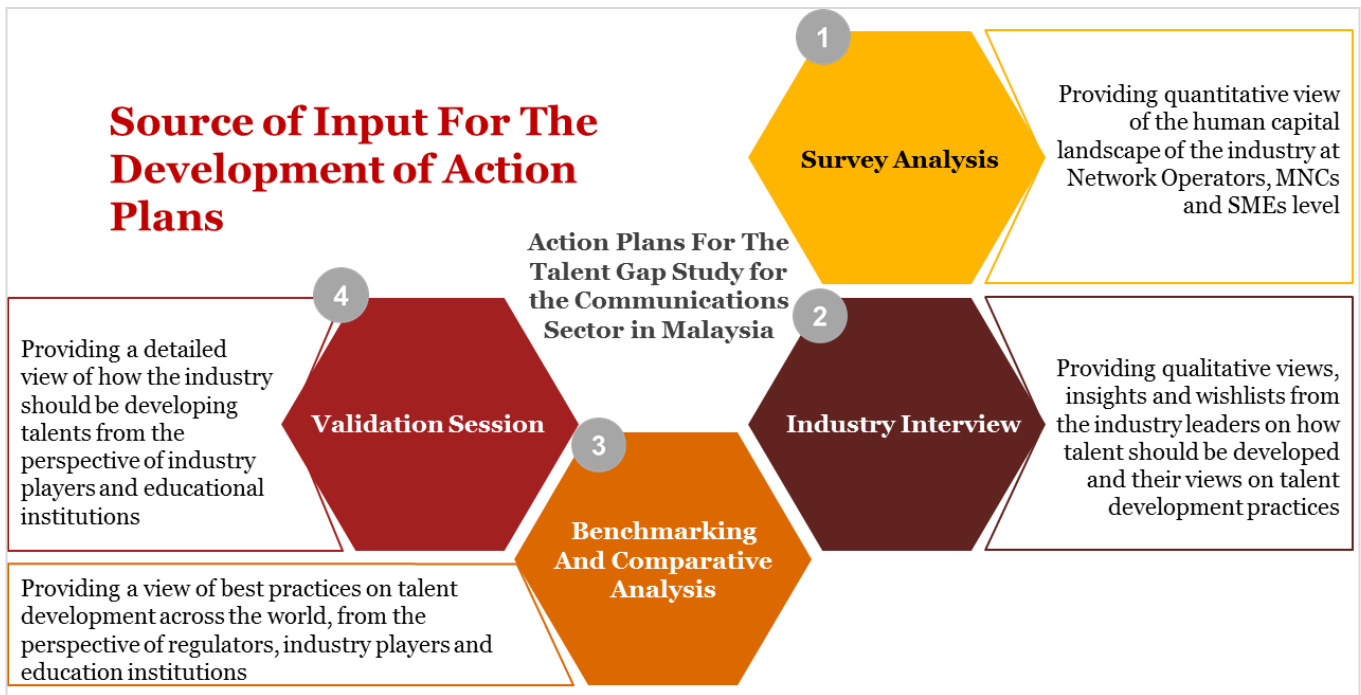 Source of Input For The
Development of Action
Plans
1
Survey Analysis
Providing quantitative view
of the human capital
landscape of the industry at
Network Operators, MNCs
and SMEs level
Action Plans For The
Talent Gap Study for
the Communications
Sector in Malaysia
2
Industry Interview
Providing qualitative views,
insights and wishlists from
the industry leaders on how
talent should be developed
and their views on talent
development practices
3
Benchmarking
And Comparative
Analysis
Providing a view of best practices on talent
development across the world, from the
perspective of regulators, industry players and
education institutions
4
Validation Session
Providing a detailed
view of how the industry
should be developing
talents from the
perspective of industry
players and educational
institutions